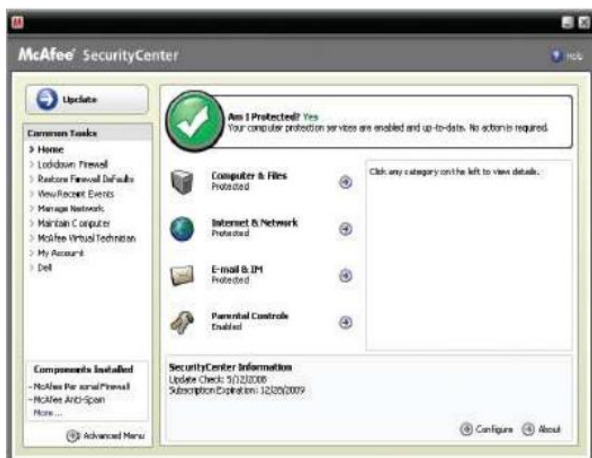 McAfee® SecurityCenter
Help
Update
Common Tasks
Home
Lockdown Firewall
Restore Firewall Defaults
View Recent Events
Manage Network
Maintain Computer
McAfee Virtual Technician
My Account
Dell
Components Installed
- McAfee Personal Firewall
- McAfee Anti-Spam
More ...
Advanced Menu
Am I Protected? Yes
Your computer protection services are enabled and up-to-date. No action is required.
Computer & Files
Protected
Internet & Network
Protected
E-mail & IM
Protected
Parental Controls
Enabled
Click any category on the left to view details.
SecurityCenter Information
Update Check: 5/12/2008
Subscription Expiration: 12/28/2009
Configure
About